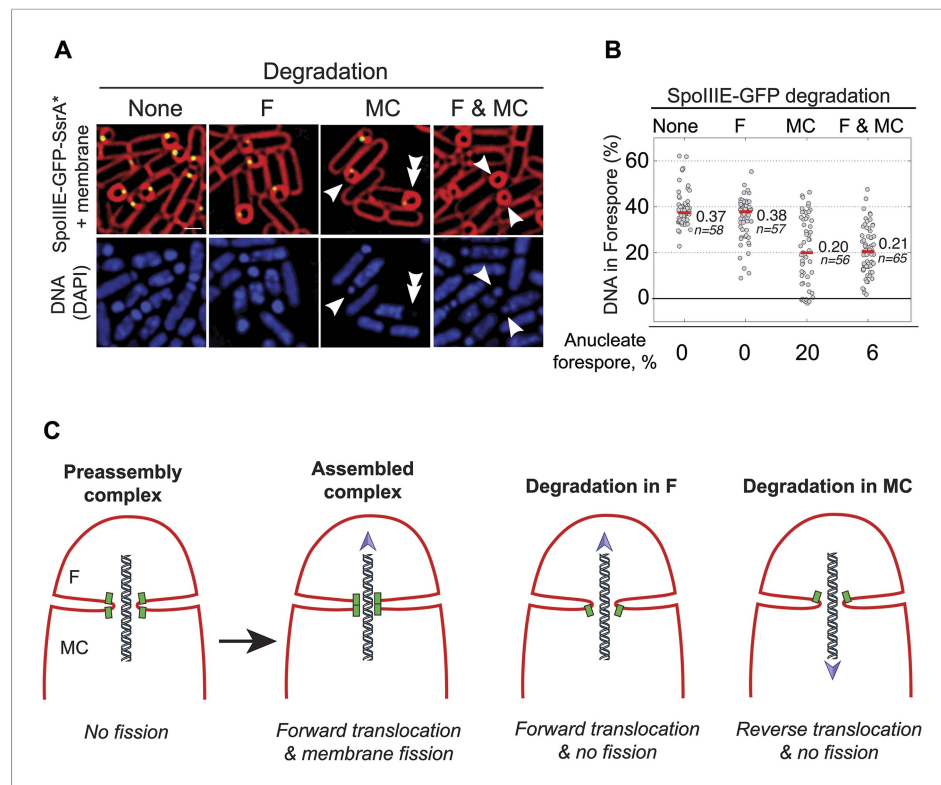 A
Degradation
None F MC F & MC
SpoIIIE-GFP-SsrA*
+ membrane
DNA
(DAPI)
B
SpoIIIE-GFP degradation
None F MC F & MC
DNA in Forespore (%)
60
40
20
0
0.37
n=58
0.38
n=57
0.20
n=56
0.21
n=65
Anucleate
forespore, %
0 0 20 6
C
Preassembly
complex
F
MC
No fission
Assembled
complex
Forward translocation
& membrane fission
Degradation in F
Forward translocation
& no fission
Degradation in MC
Reverse translocation
& no fission